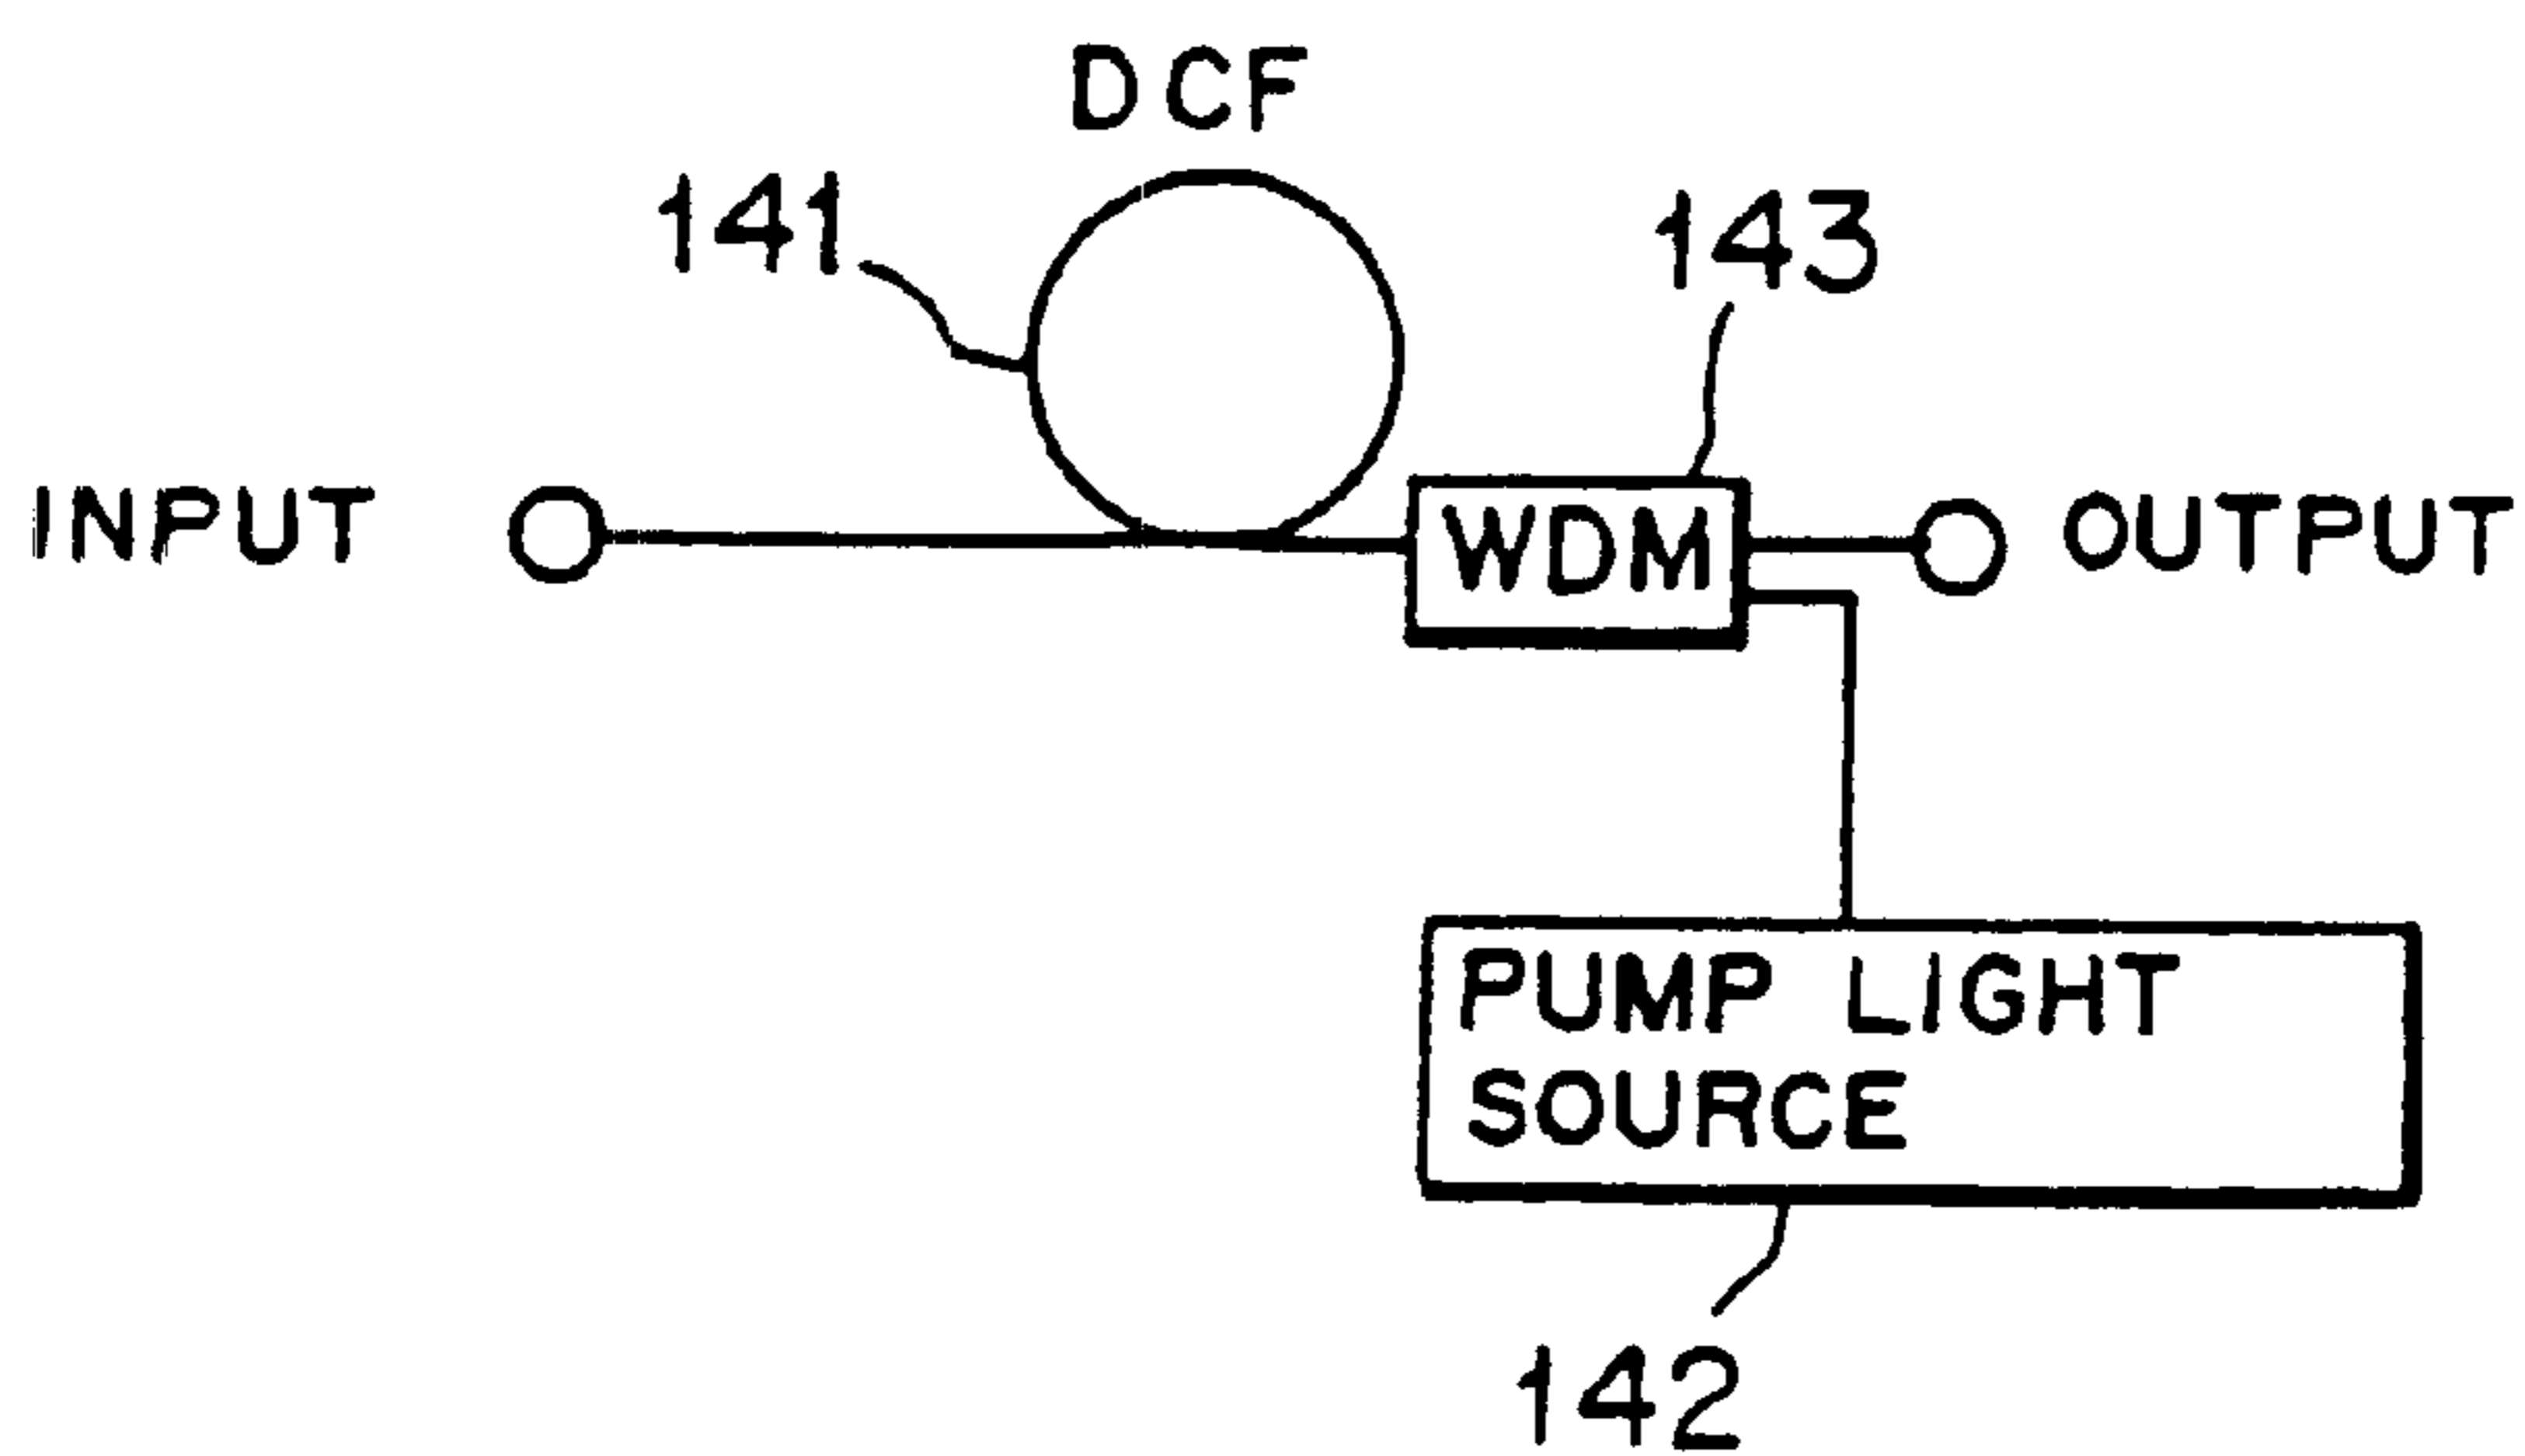 DCF
141
143
INPUT
WDM
OUTPUT
PUMP LIGHT
SOURCE
142